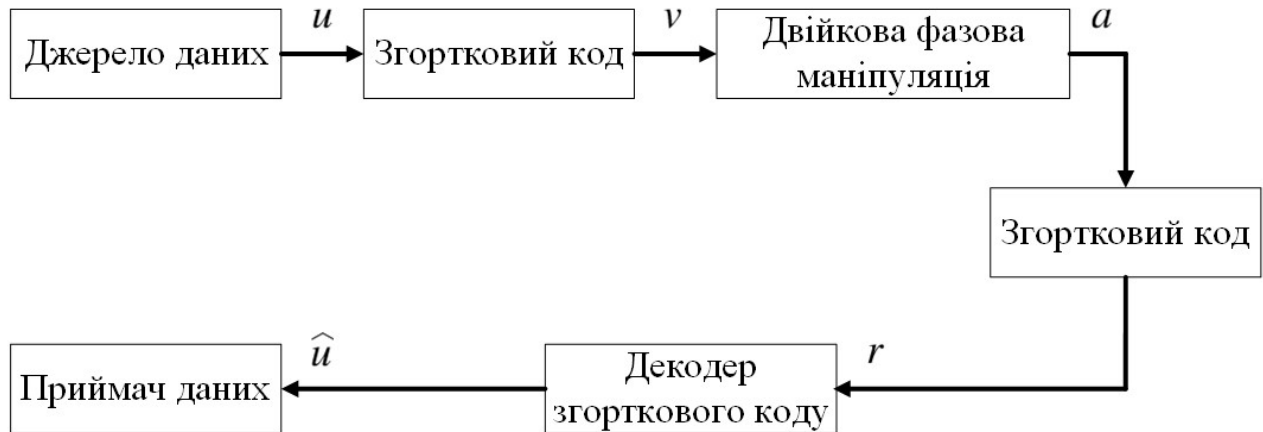 u
v
a
Джерело даних
Згортковий код
Двійкова фазова
маніпуляція
Згортковий код
û
r
Приймач даних
Декодер
згорткового коду